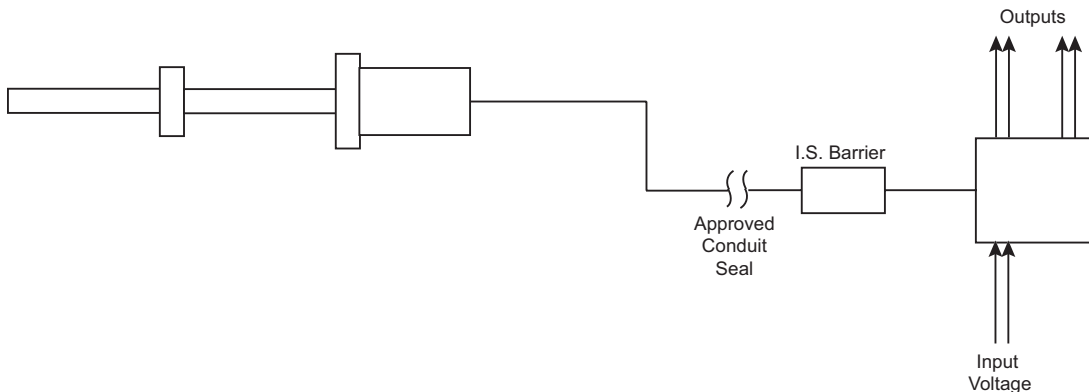 Outputs
I.S. Barrier
Approved
Conduit
Seal
Input
Voltage